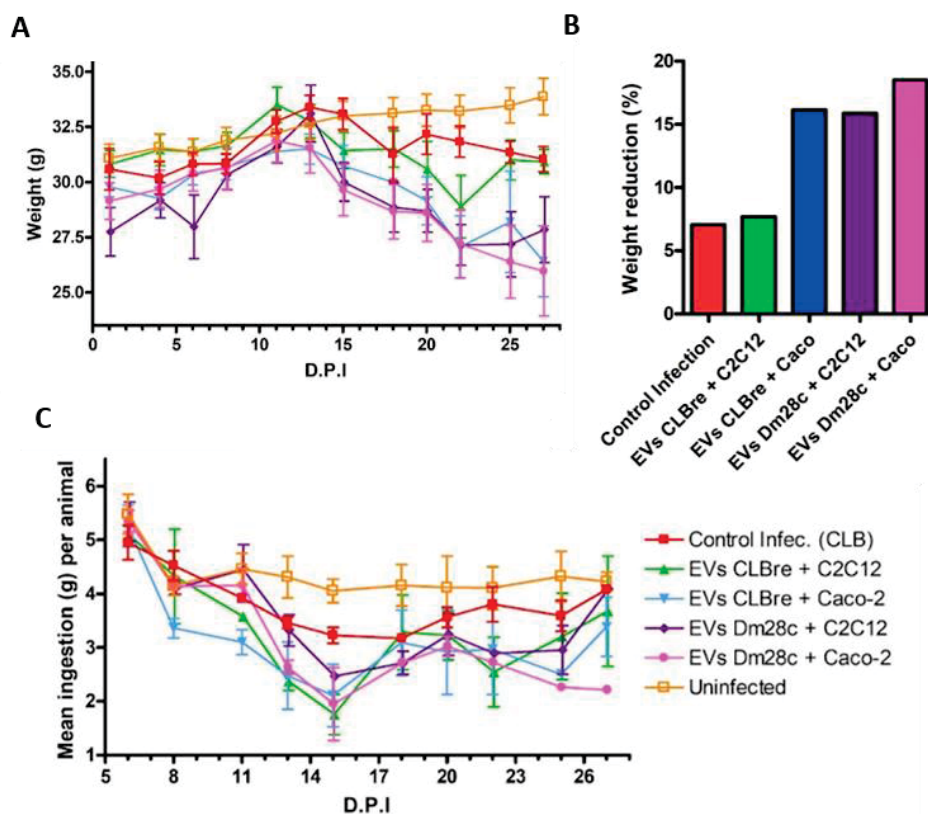 A
Weight (g)
35.0
32.5
30.0
27.5
25.0
0 5 10 15 20 25
D.P.I
B
Weight reduction (%)
20
15
10
5
0
Control Infection
EVs CLBre + C2C12
EVs CLBre + Caco
EVs Dm28c + C2C12
EVs Dm28c + Caco
C
Mean ingestion (g) per animal
6
5
4
3
2
1
5 8 11 14 17 20 23 26
D.P.I
Control Infec. (CLB)
EVs CLBre + C2C12
EVs CLBre + Caco-2
EVs Dm28c + C2C12
EVs Dm28c + Caco-2
Uninfected